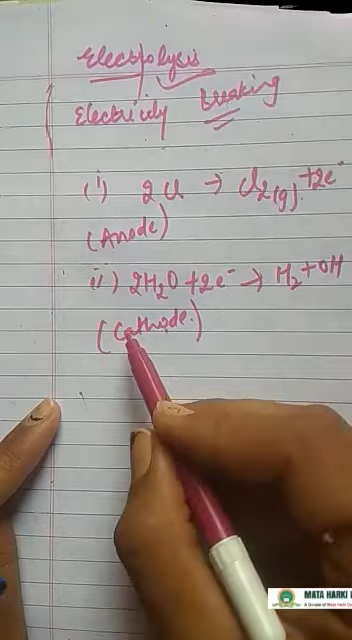 Electrolysis
Electricity Breaking
(i) 2Cl → Cl2(g) + 2e⁻
(Anode)
ii) 2H2O + 2e⁻ → H2 + OH
(Cathode.)
MATA HARKI